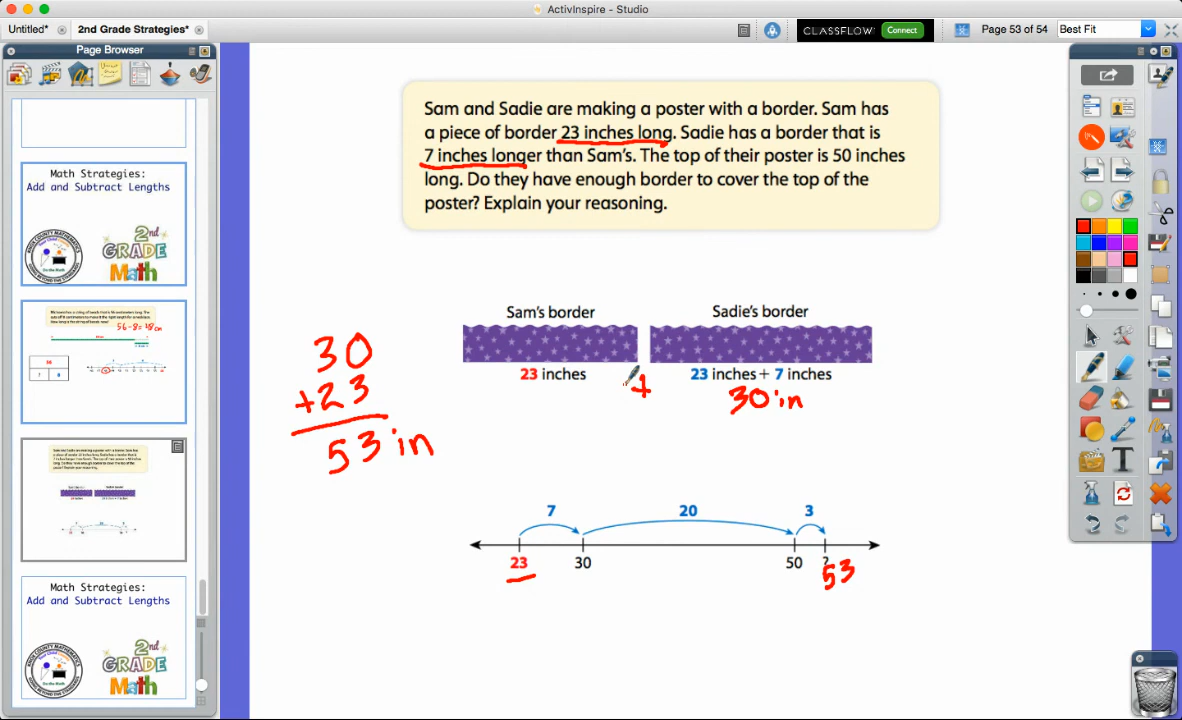 ActivInspire - Studio
Untitled*
2nd Grade Strategies*
CLASSFLOW Connect
Page 53 of 54
Best Fit
Page Browser
Math Strategies:
Add and Subtract Lengths
2nd
GRADE
Math
56-8=48cm
Math Strategies:
Add and Subtract Lengths
2nd
GRADE
Math
Sam and Sadie are making a poster with a border. Sam has
a piece of border 23 inches long. Sadie has a border that is
7 inches longer than Sam's. The top of their poster is 50 inches
long. Do they have enough border to cover the top of the
poster? Explain your reasoning.
Sam's border
Sadie's border
23 inches
+
23 inches + 7 inches
30 in
30
+23
53 in
7
20
3
23
30
50
?
53